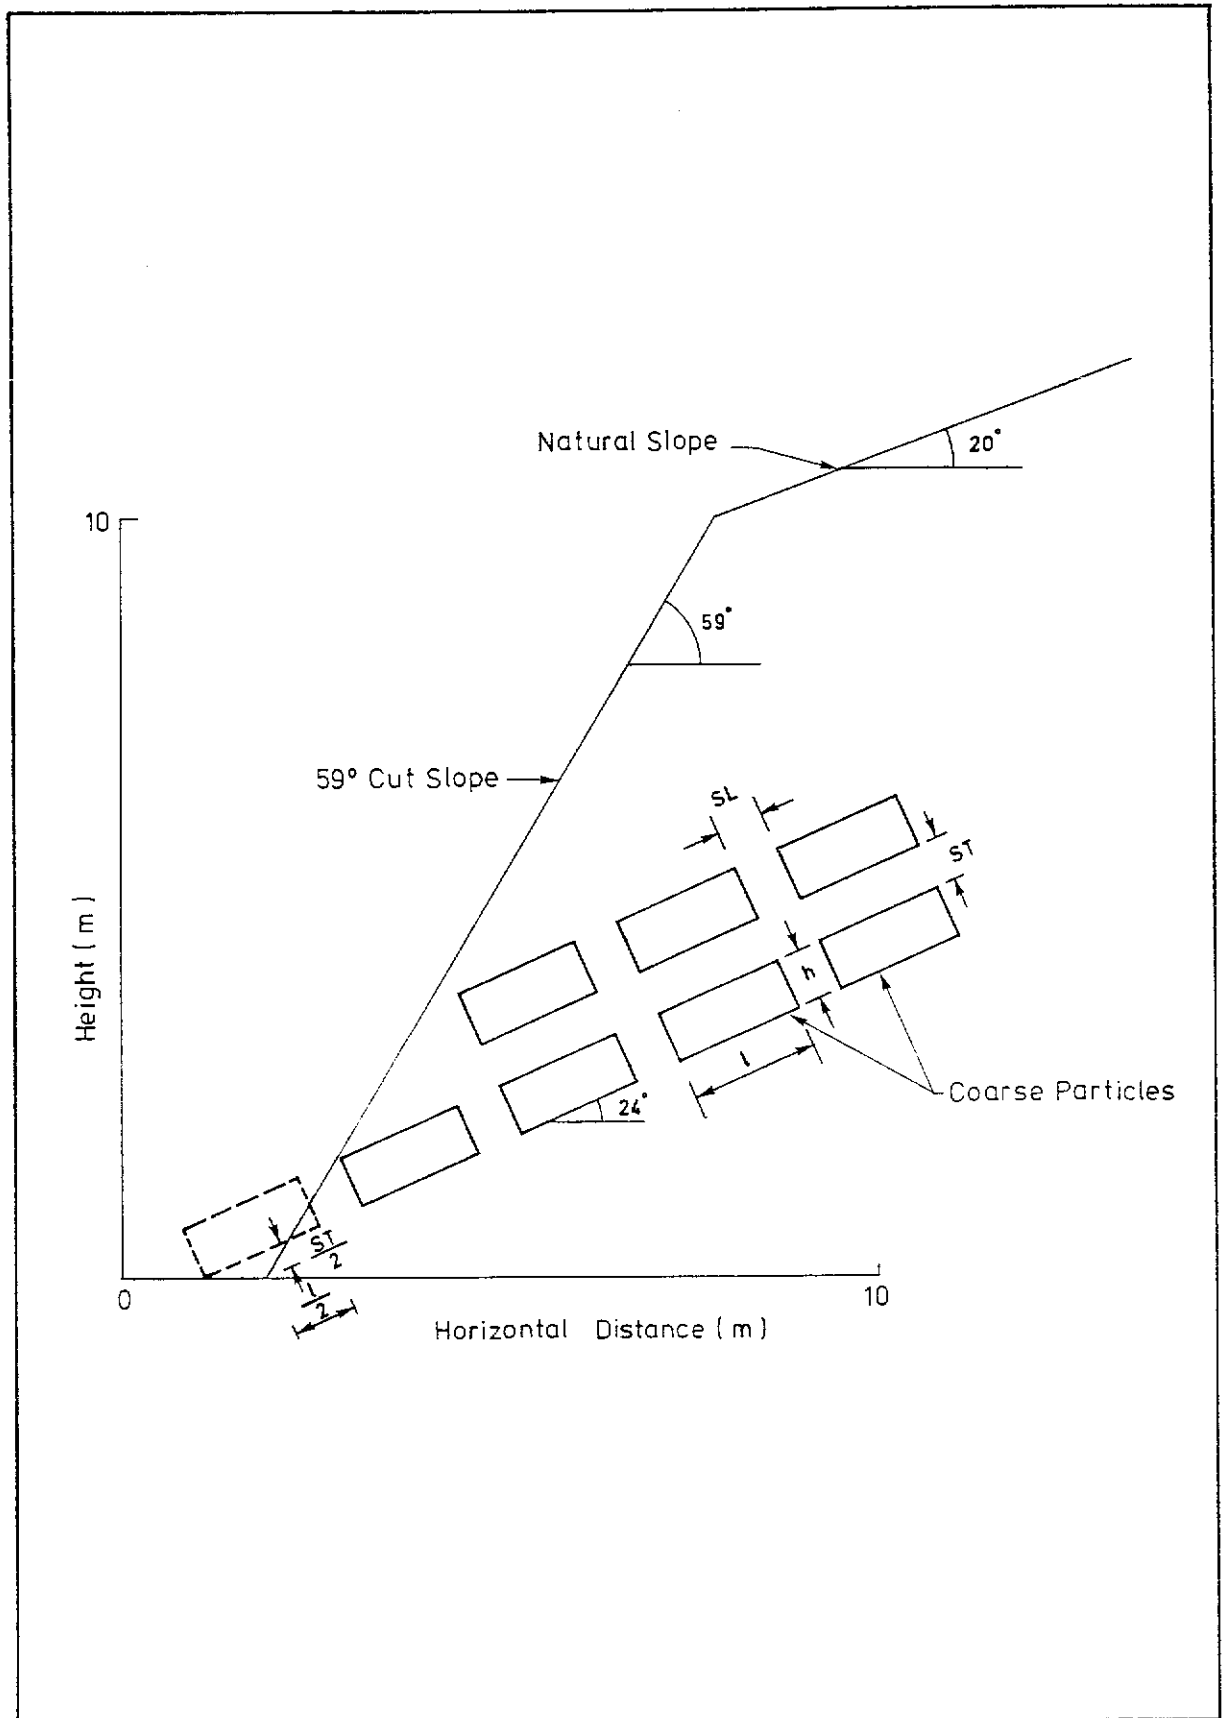 Natural Slope
20°
10
59°
59° Cut Slope
SL
ST
Height ( m )
h
l
Coarse Particles
24°
ST/2
l/2
0
10
Horizontal Distance ( m )